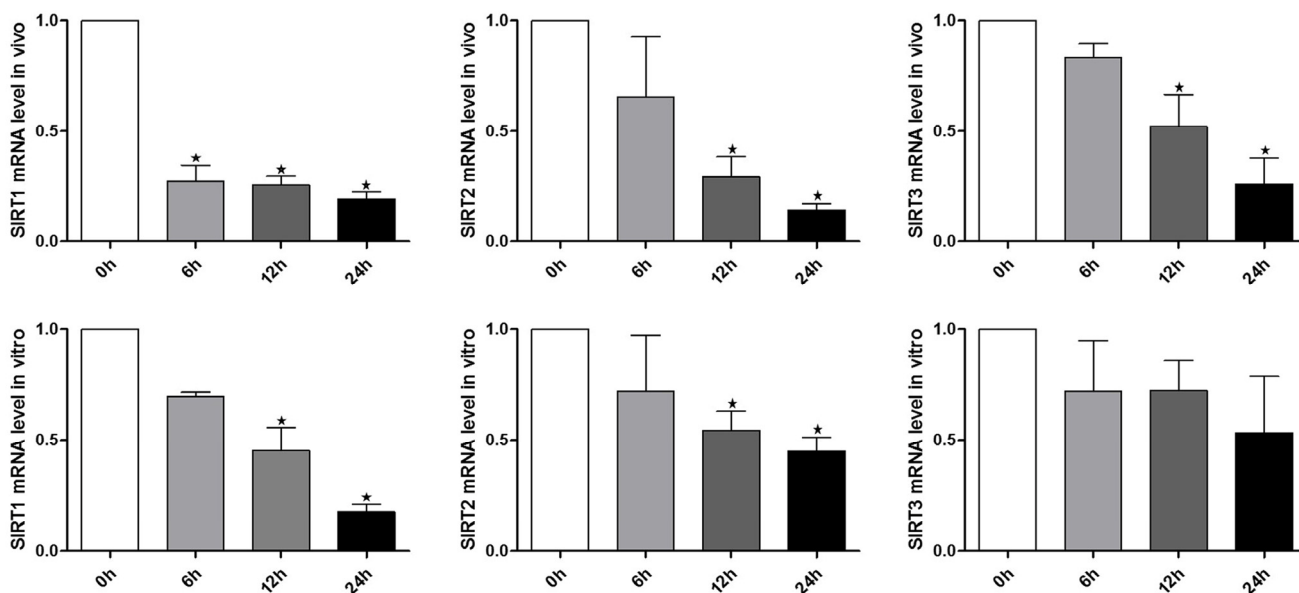 SIRT1 mRNA level in vivo
1.0
0.5
0.0
★
★
★
0h
6h
12h
24h
SIRT2 mRNA level in vivo
1.0
0.5
0.0
★
★
0h
6h
12h
24h
SIRT3 mRNA level in vivo
1.0
0.5
0.0
★
★
0h
6h
12h
24h
SIRT1 mRNA level in vitro
1.0
0.5
0.0
★
★
0h
6h
12h
24h
SIRT2 mRNA level in vitro
1.0
0.5
0.0
★
★
0h
6h
12h
24h
SIRT3 mRNA level in vitro
1.0
0.5
0.0
0h
6h
12h
24h